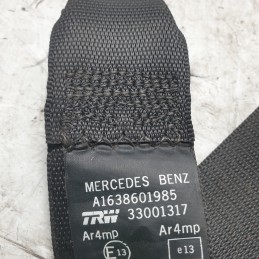 MERCEDES BENZ
A1638601985
TRW 33001317
Ar4mp Ar4mp
E13 e13